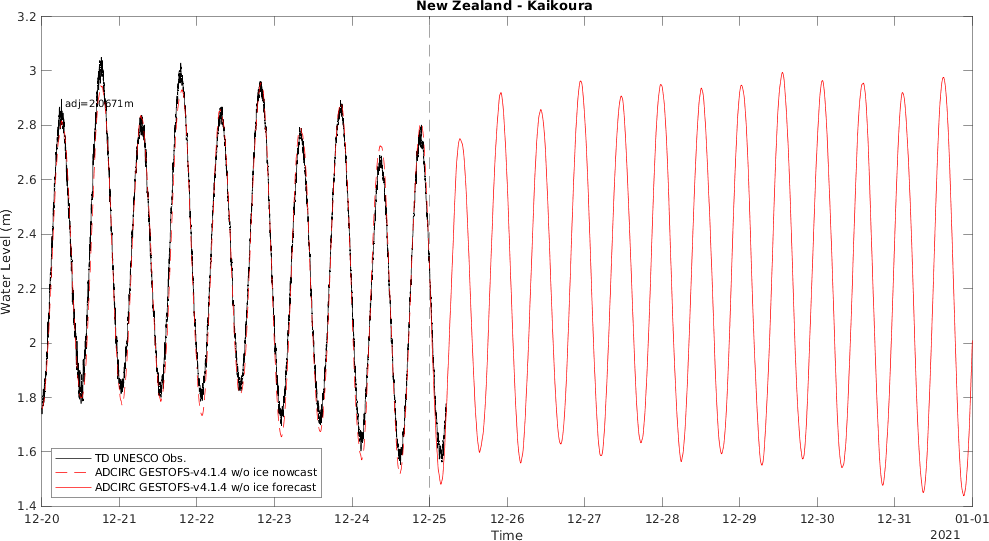 New Zealand - Kaikoura
3.2
3
2.8
2.6
2.4
2.2
2
1.8
1.6
1.4
Water Level (m)
adj=2.0671m
TD UNESCO Obs.
ADCIRC GESTOFS-v4.1.4 w/o ice nowcast
ADCIRC GESTOFS-v4.1.4 w/o ice forecast
12-20 12-21 12-22 12-23 12-24 12-25 12-26 12-27 12-28 12-29 12-30 12-31 01-01
Time
2021